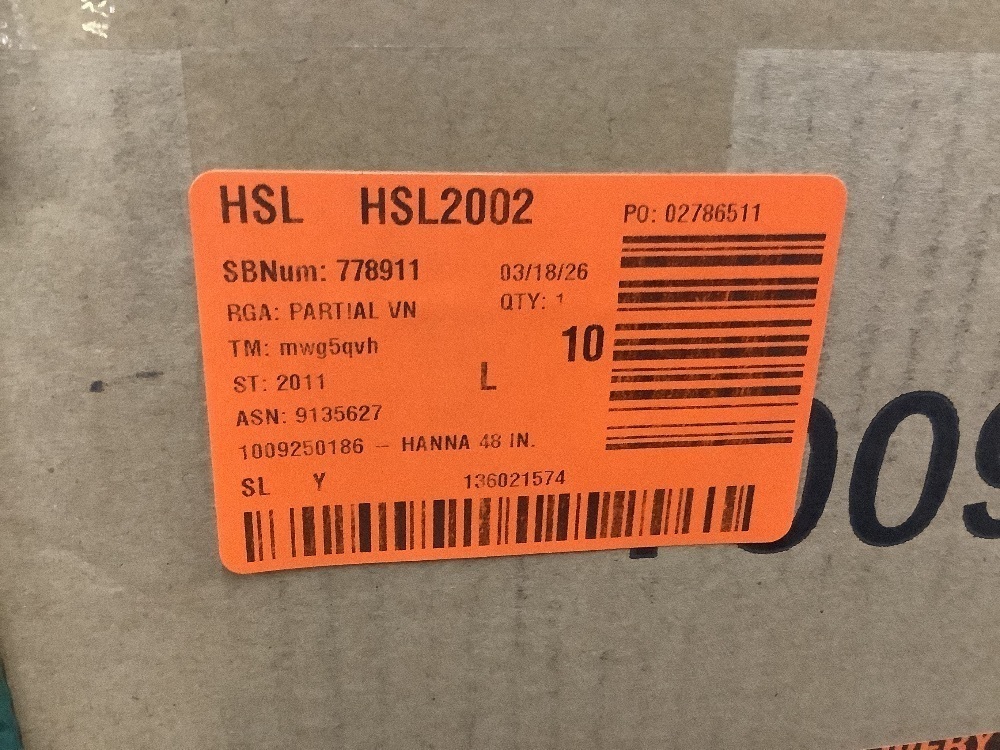 HSL HSL2002
PO: 02786511
SBNum: 778911 03/18/26
RGA: PARTIAL VN QTY: 1
TM: mwg5qvh 10
ST: 2011 L
ASN: 9135627
1009250186 - HANNA 48 IN.
SL Y 136021574